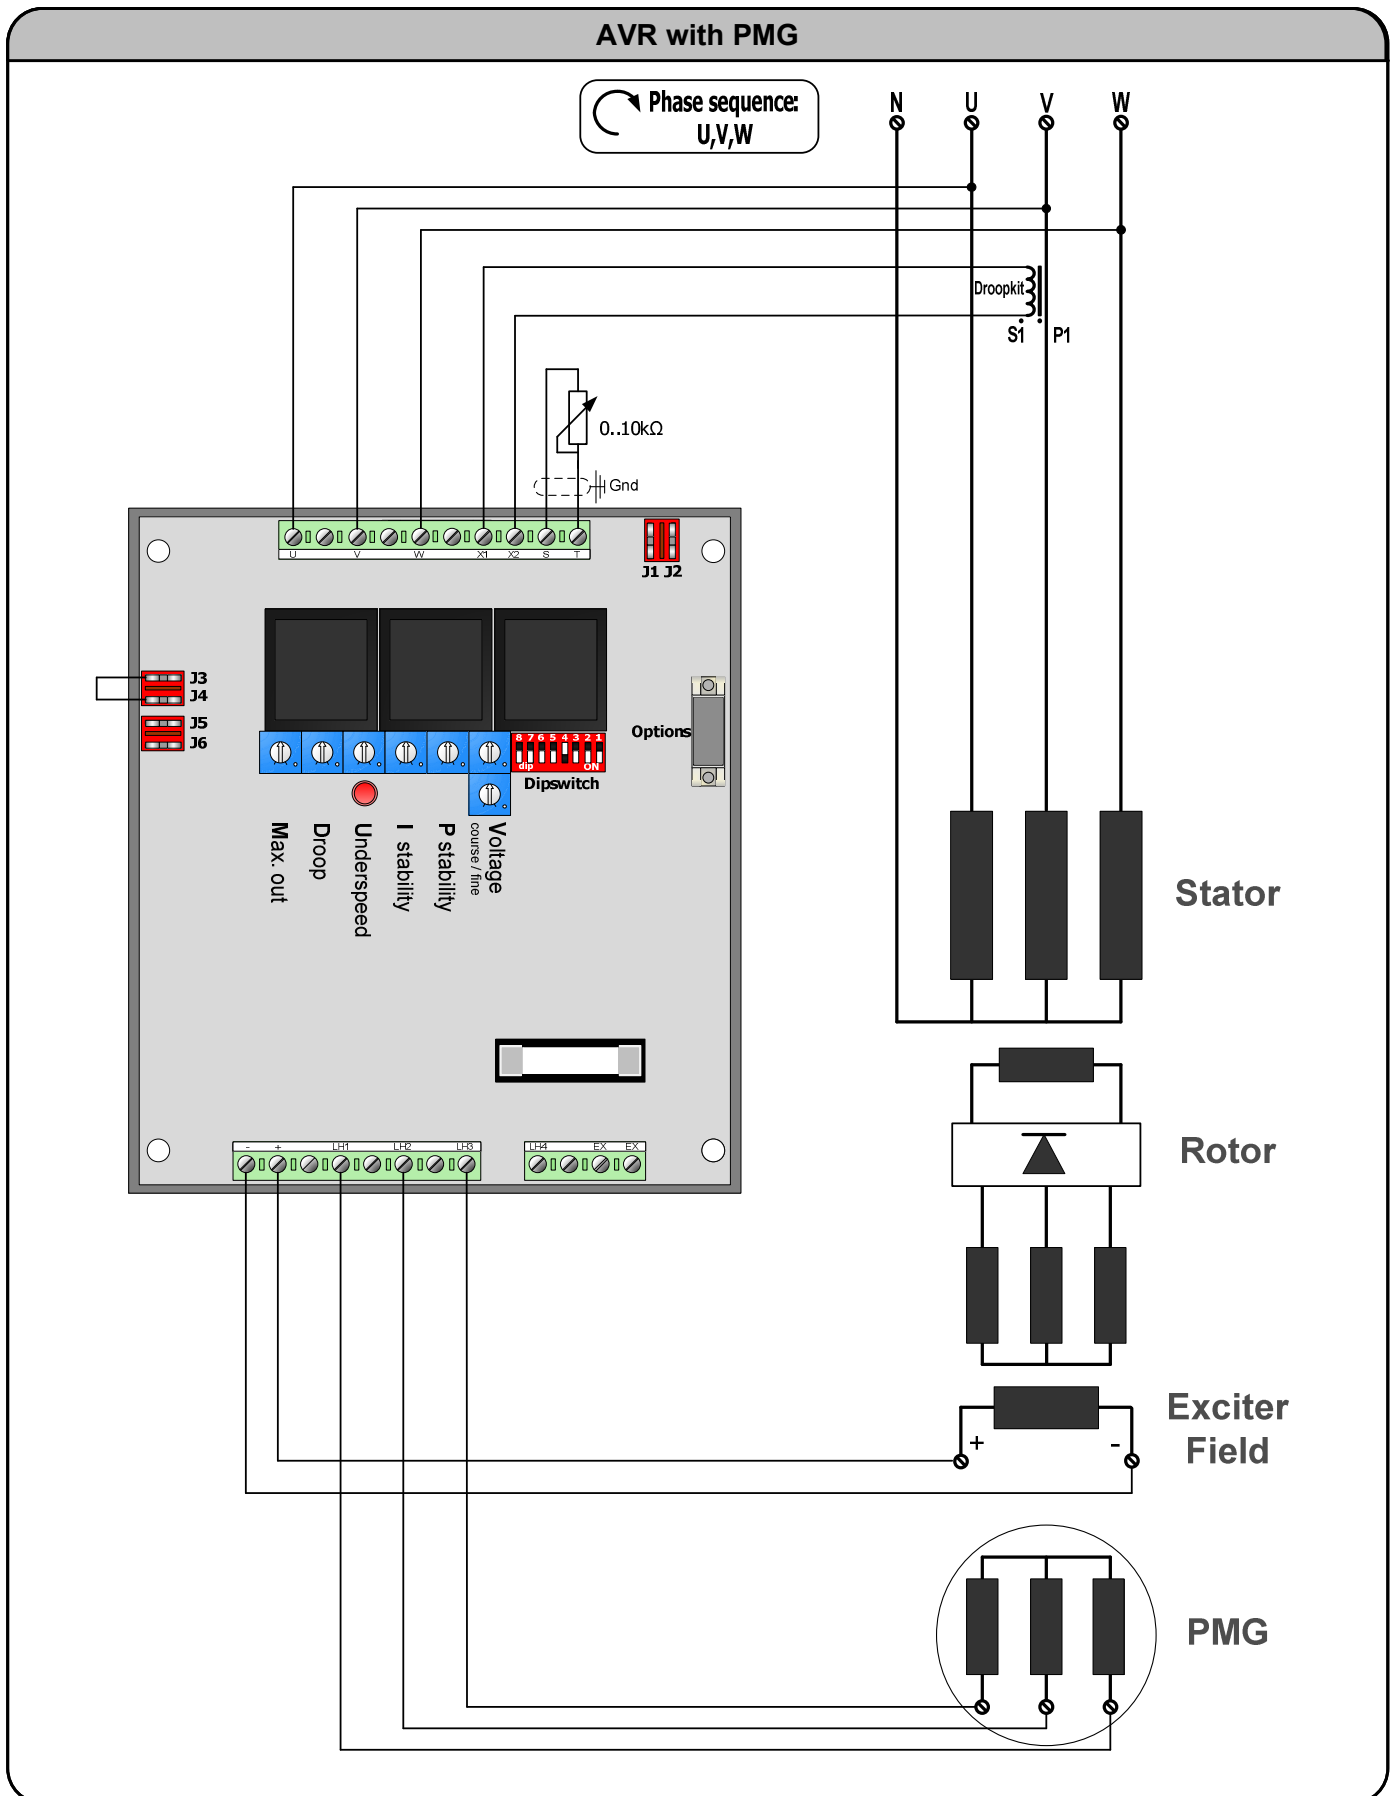 AVR with PMG
Phase sequence:
U,V,W
N U V W
Droopkit
S1 P1
0..10kΩ
Gnd
U V W X1 X2 S T
J1 J2
J3
J4
J5
J6
Options
8 7 6 5 4 3 2 1
dip ON
Dipswitch
Max. out
Droop
Underspeed
I stability
P stability
Voltage
course / fine
Stator
Rotor
- + LH1 LH2 LH3 LH4 EX EX
Exciter
Field
+ -
PMG